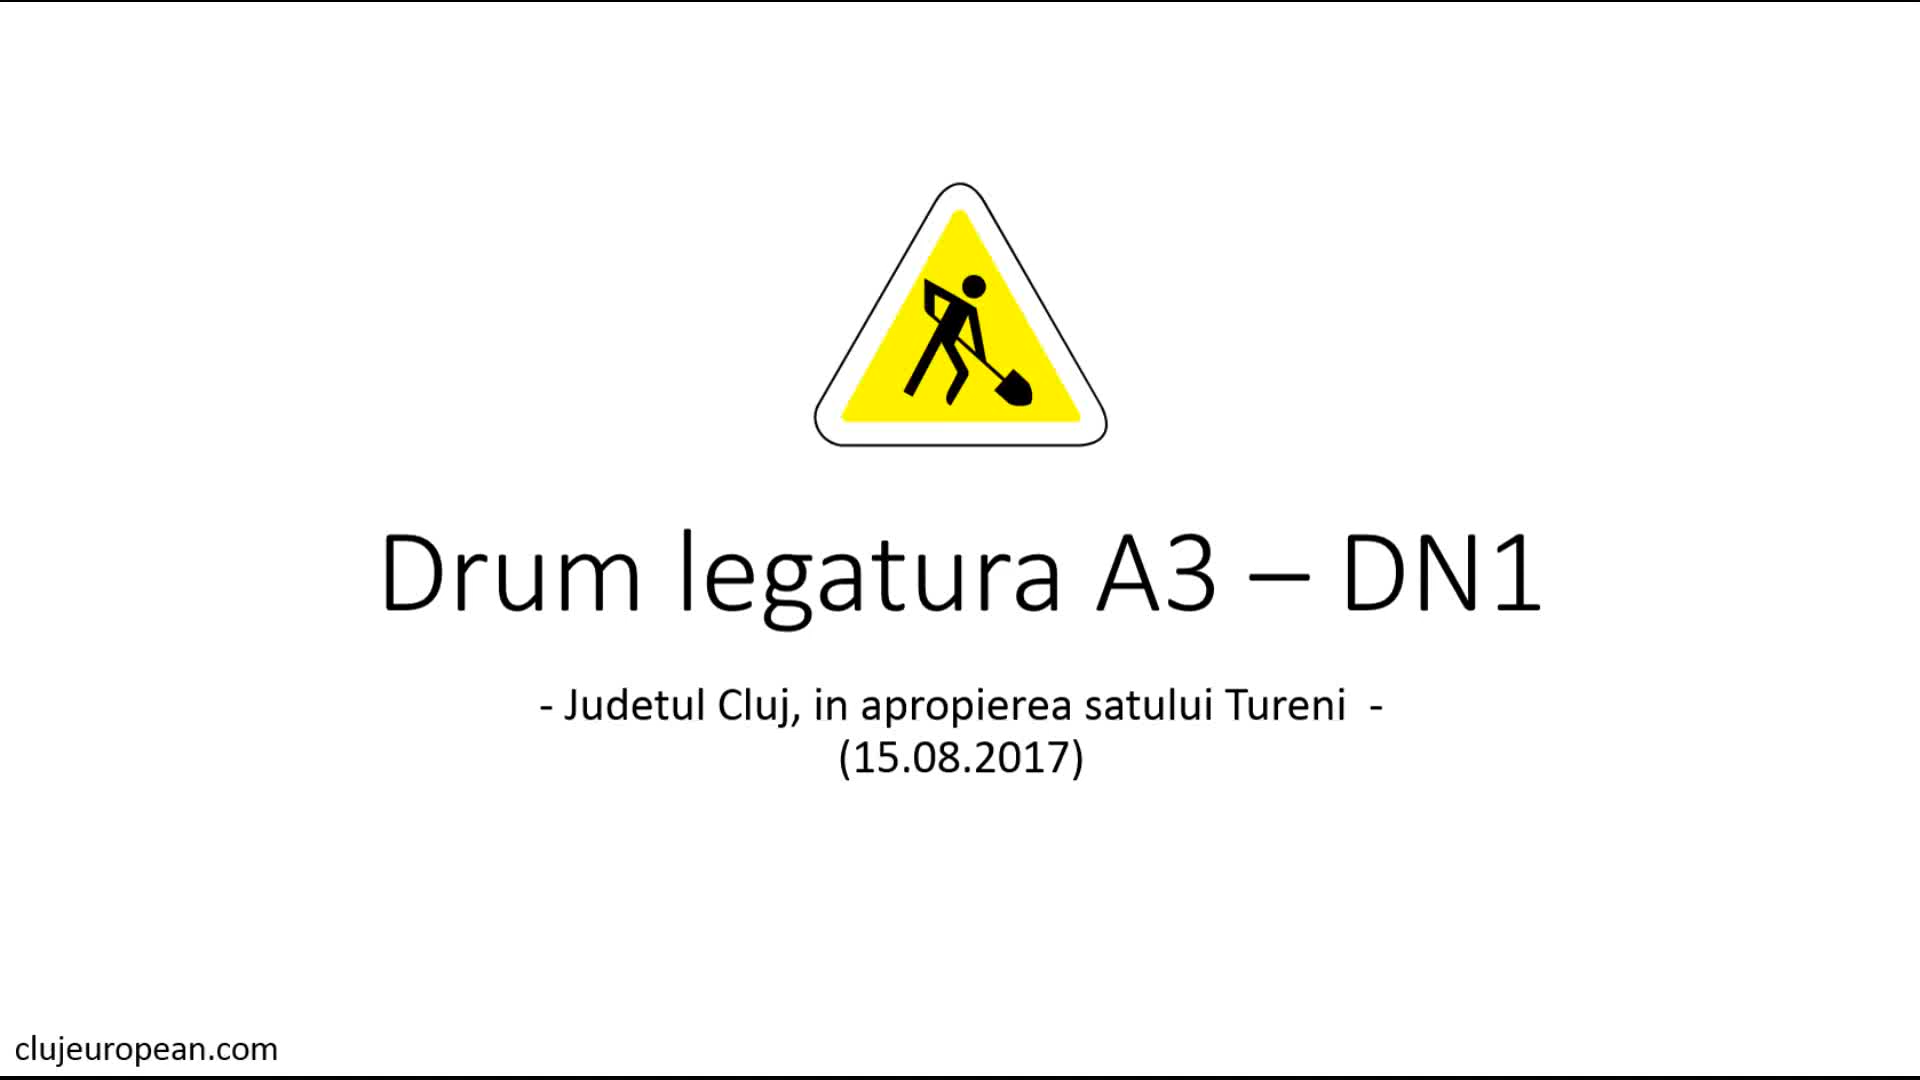 Drum legatura A3 – DN1
- Judetul Cluj, in apropierea satului Tureni -
(15.08.2017)
clujeuropean.com